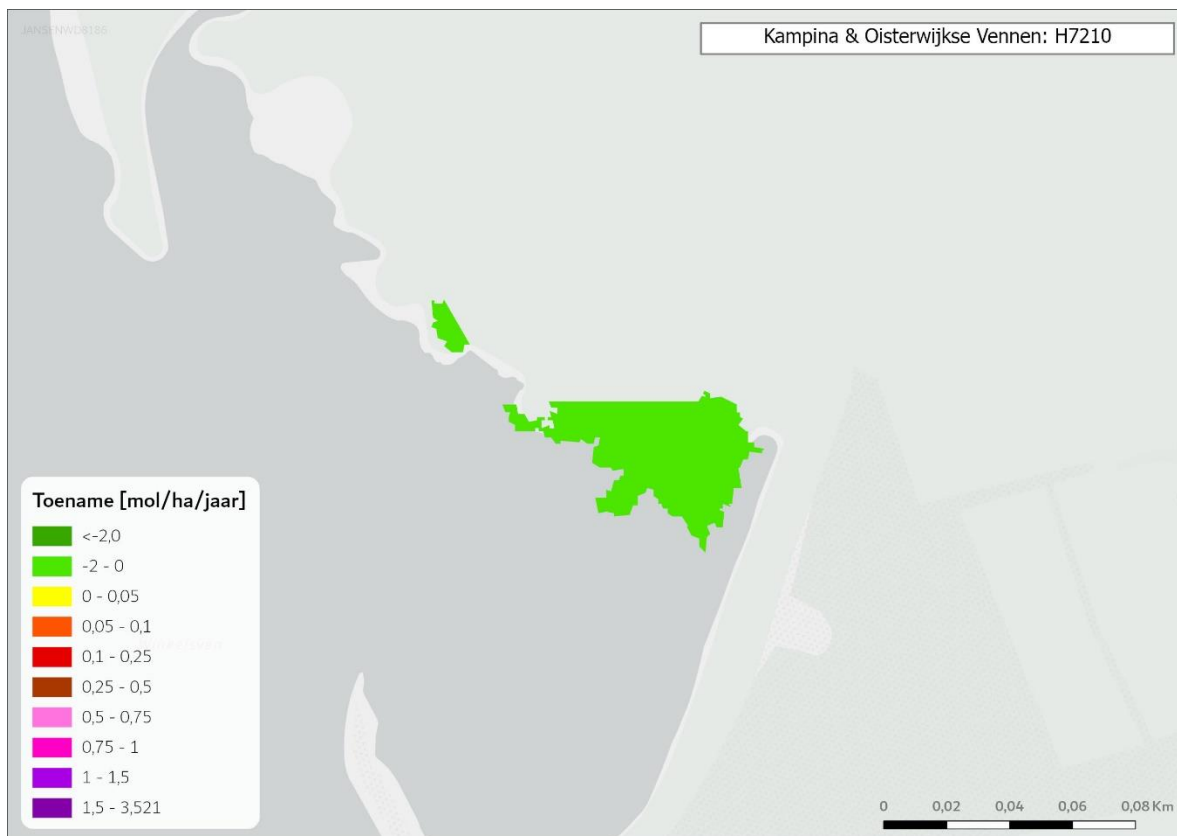 JANSENWD8186
Kampina & Oisterwijkse Vennen: H7210
Toename [mol/ha/jaar]
<-2,0
-2 - 0
0 - 0,05
0,05 - 0,1
0,1 - 0,25
0,25 - 0,5
0,5 - 0,75
0,75 - 1
1 - 1,5
1,5 - 3,521
0 0,02 0,04 0,06 0,08 Km